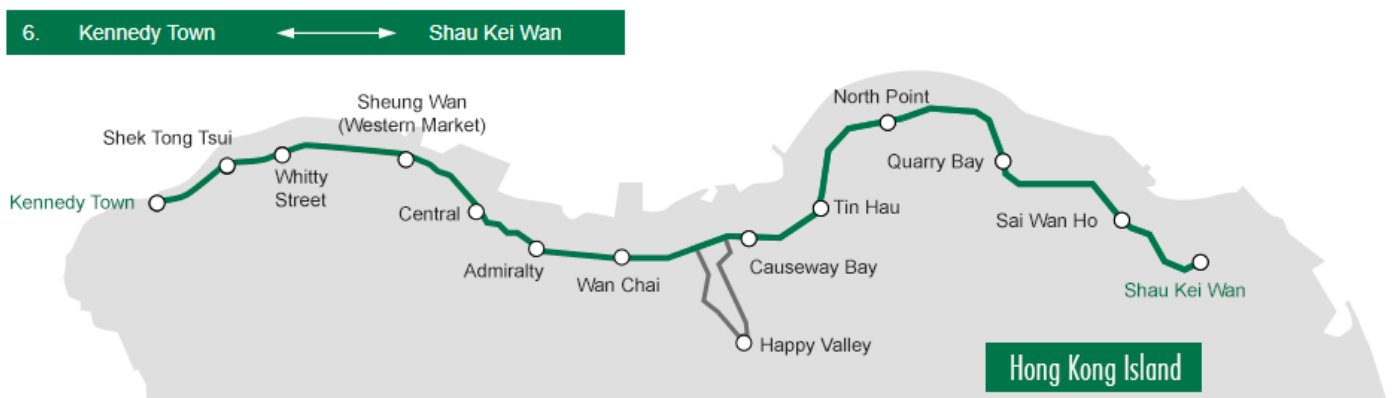 6. Kennedy Town Shau Kei Wan
Sheung Wan
(Western Market)
North Point
Shek Tong Tsui
Whitty
Street
Quarry Bay
Kennedy Town
Central
Tin Hau
Sai Wan Ho
Admiralty
Wan Chai
Causeway Bay
Shau Kei Wan
Happy Valley
Hong Kong Island